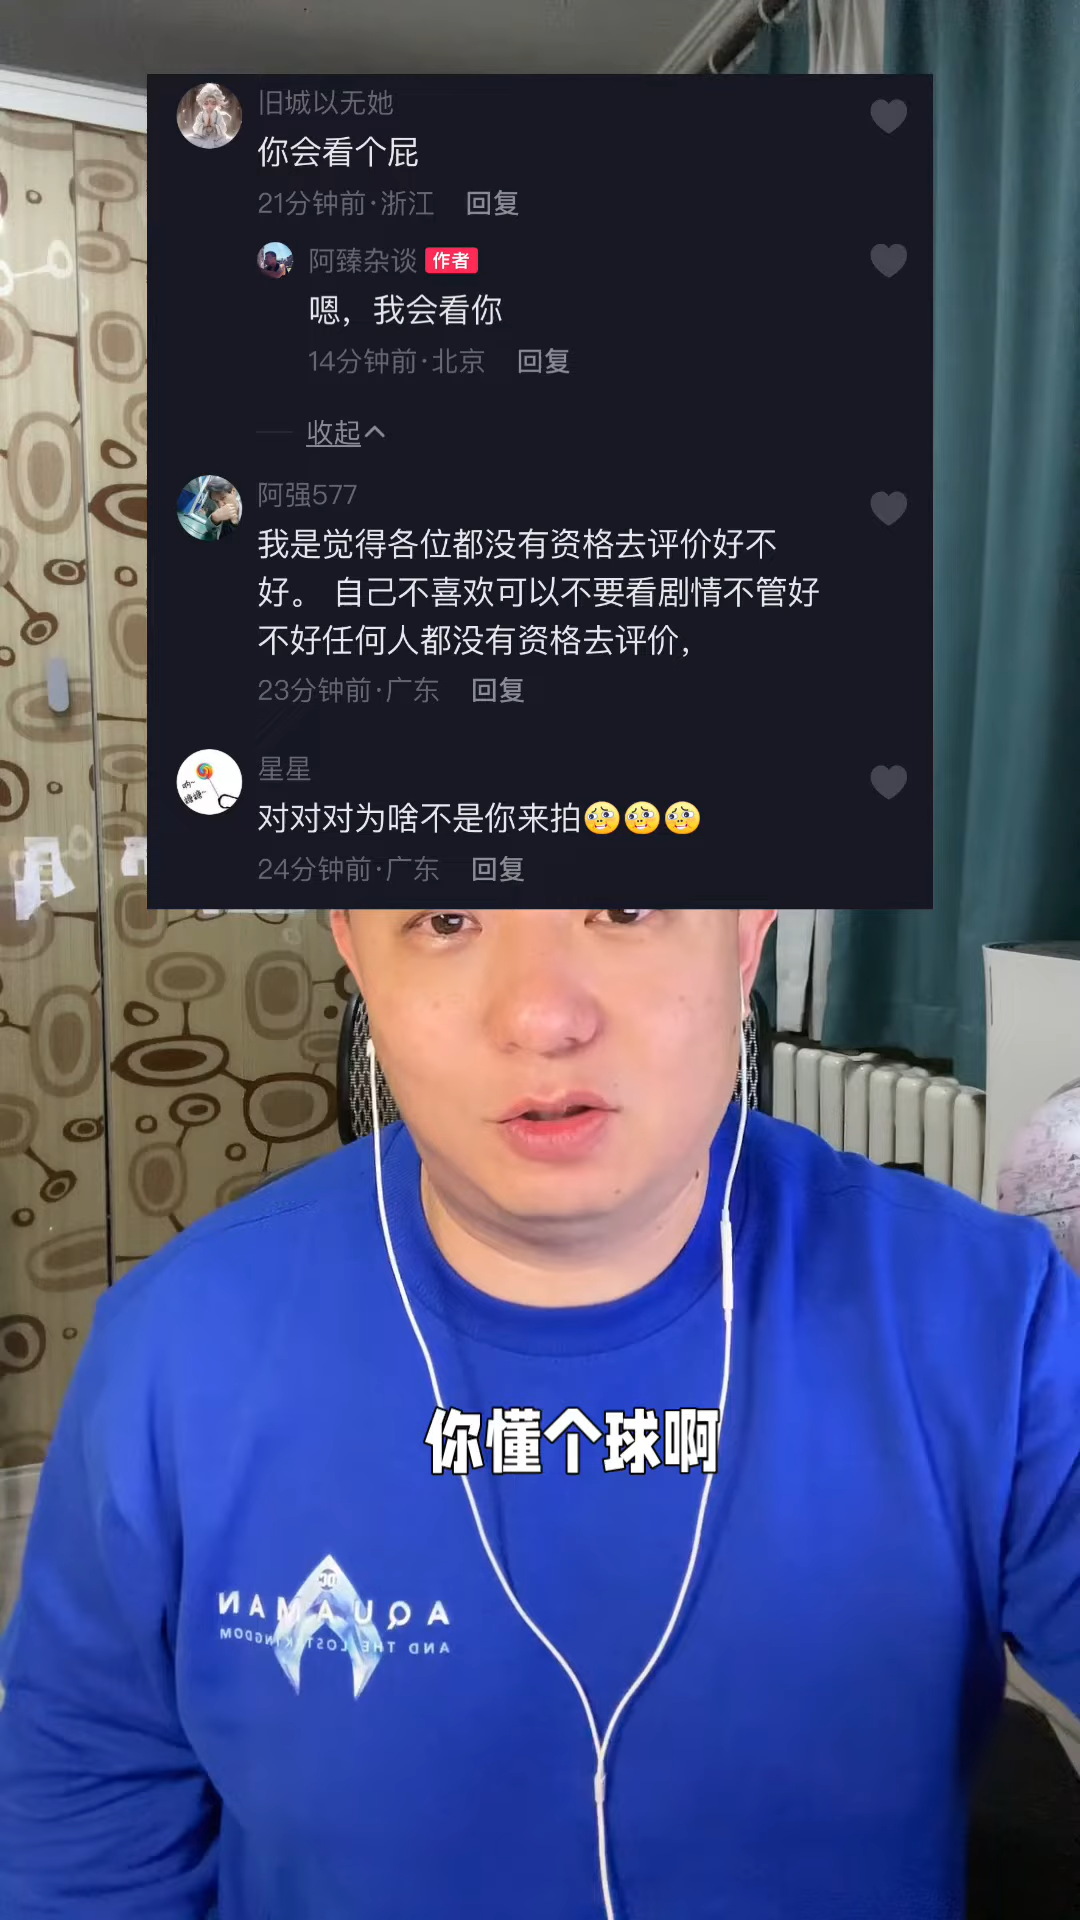 旧城以无她
你会看个屁
21分钟前·浙江 回复
阿臻杂谈 作者
嗯，我会看你
14分钟前·北京 回复
收起
阿强577
我是觉得各位都没有资格去评价好不
好。 自己不喜欢可以不要看剧情不管好
不好任何人都没有资格去评价，
23分钟前·广东 回复
星星
对对对为啥不是你来拍🥹🥹🥹
24分钟前·广东 回复
你懂个球啊
DC
AQUAMAN
AND THE LOST KINGDOM